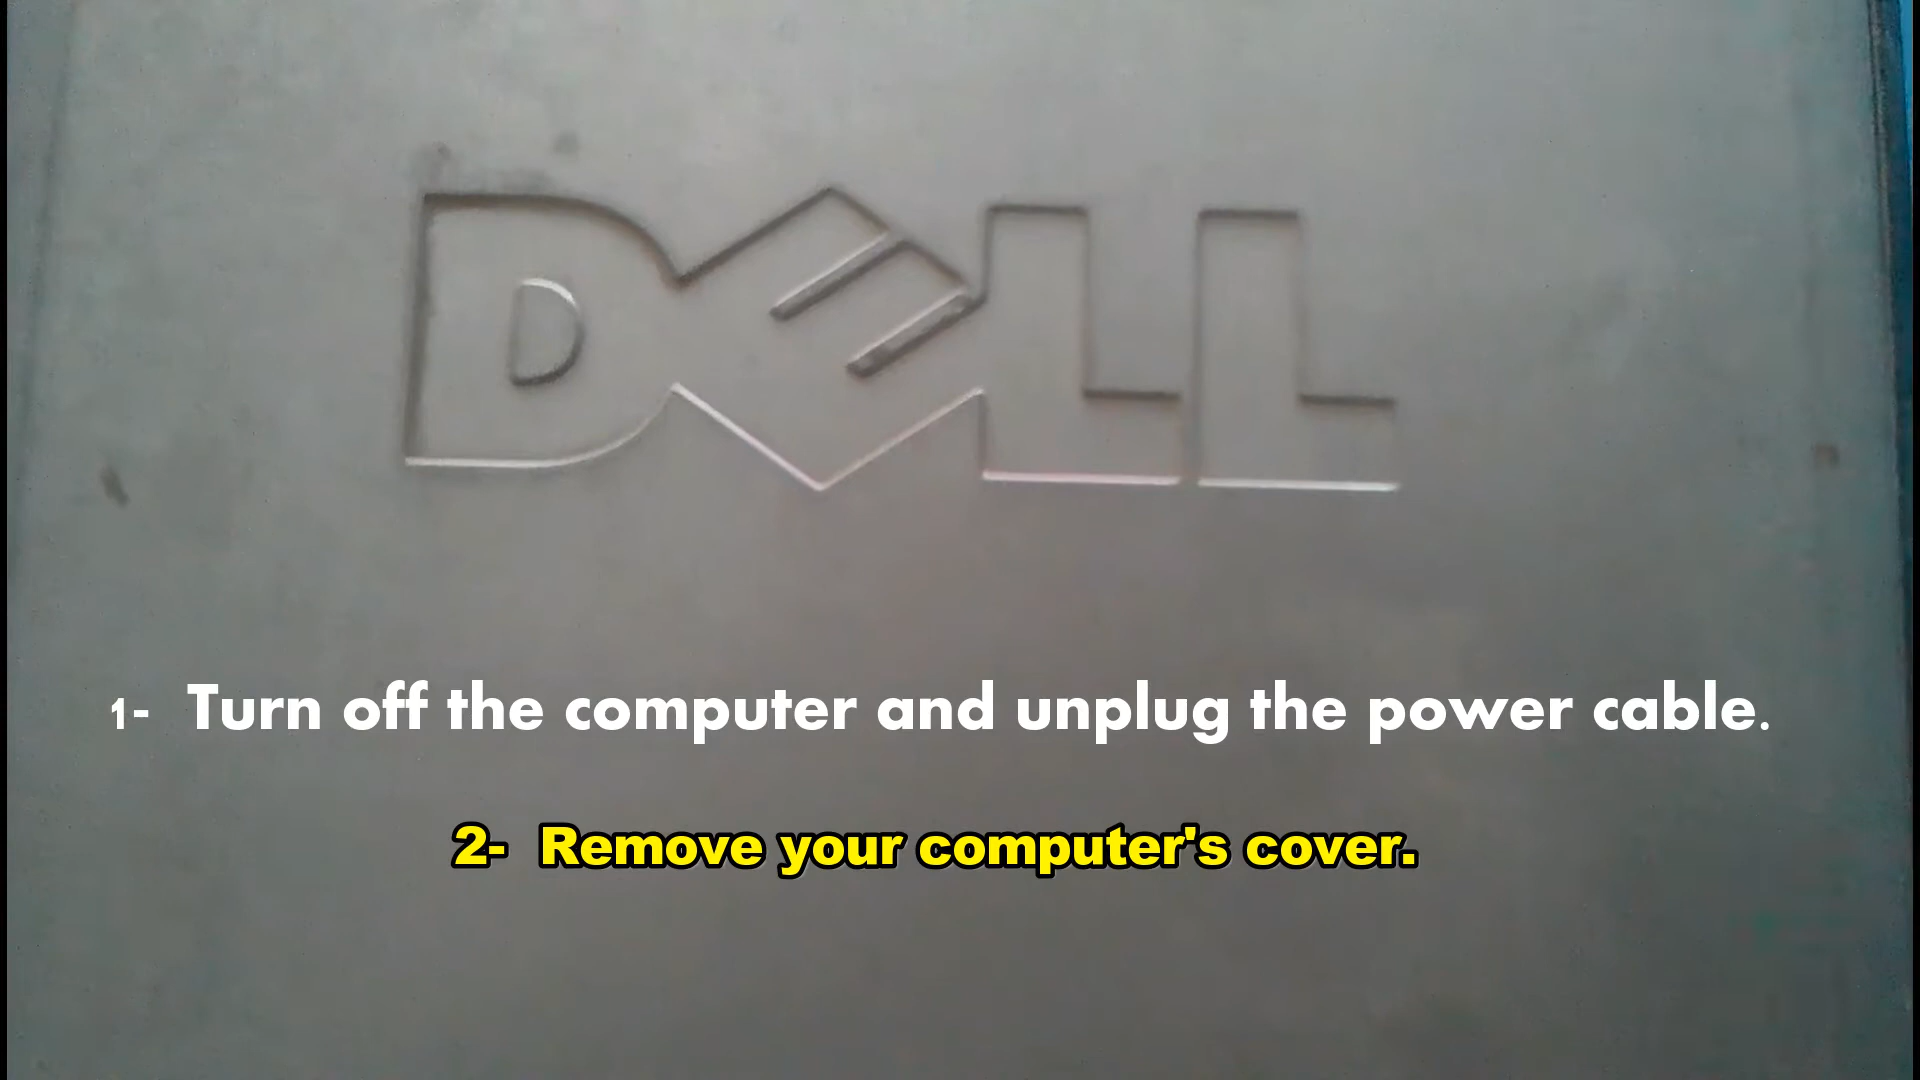 DELL
1- Turn off the computer and unplug the power cable.
2- Remove your computer's cover.